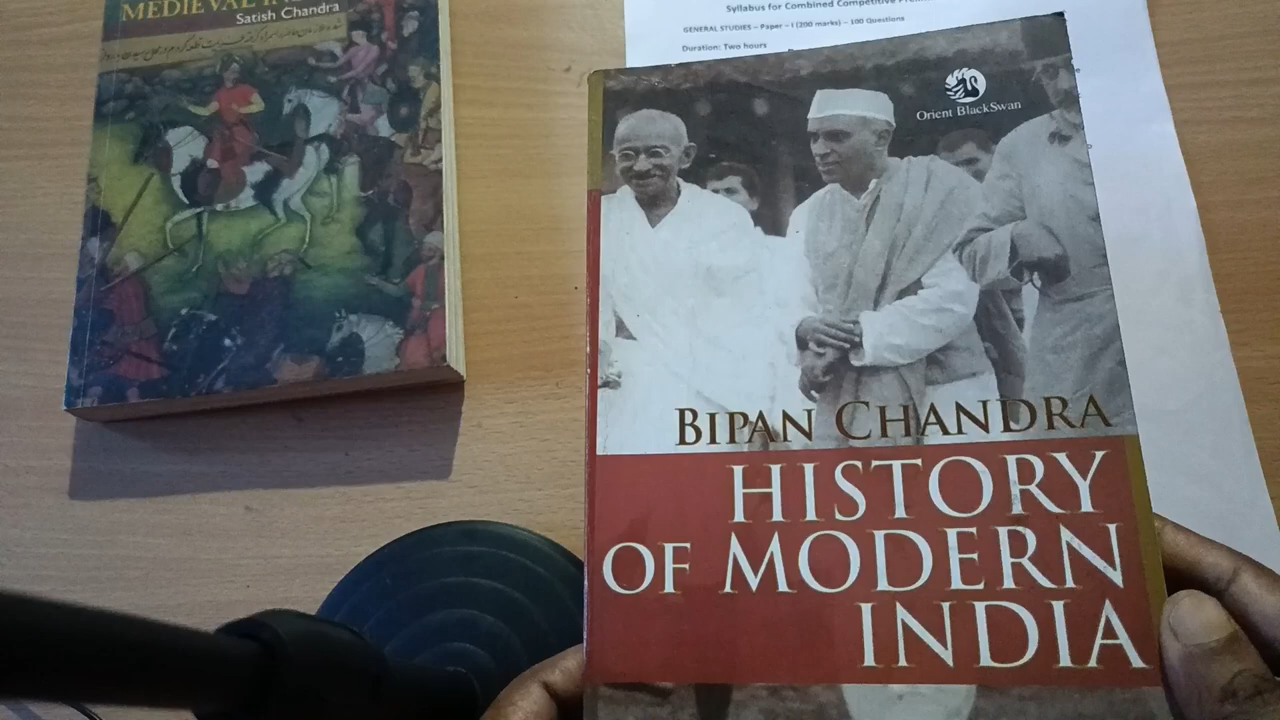 MEDIEVAL
Satish Chandra
Syllabus for Combined Competitive
GENERAL STUDIES – Paper – I (200 marks) – 100 Questions
Duration: Two hours
Orient BlackSwan
BIPAN CHANDRA
HISTORY
OF MODERN
INDIA